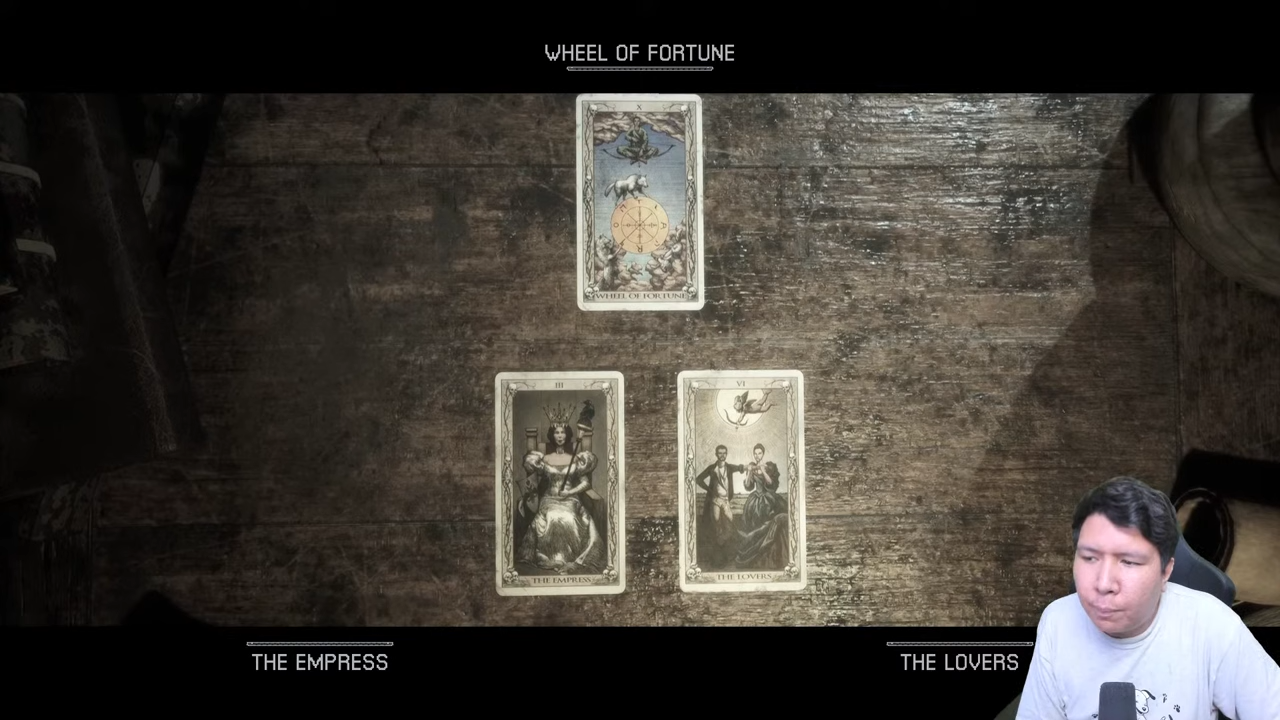 WHEEL OF FORTUNE
X
WHEEL OF FORTUNE
III
VI
THE EMPRESS
THE LOVERS
THE EMPRESS
THE LOVERS